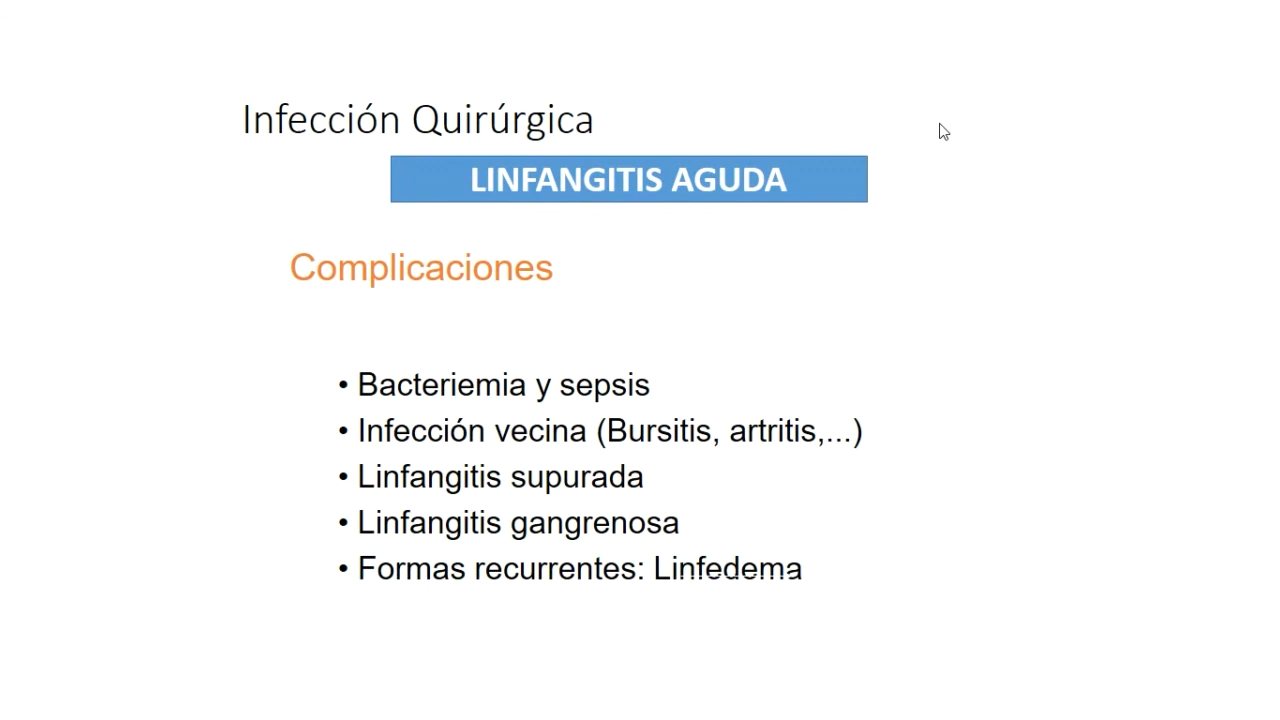 Infección Quirúrgica
LINFANGITIS AGUDA
Complicaciones
• Bacteriemia y sepsis
• Infección vecina (Bursitis, artritis,...)
• Linfangitis supurada
• Linfangitis gangrenosa
• Formas recurrentes: Linfedema